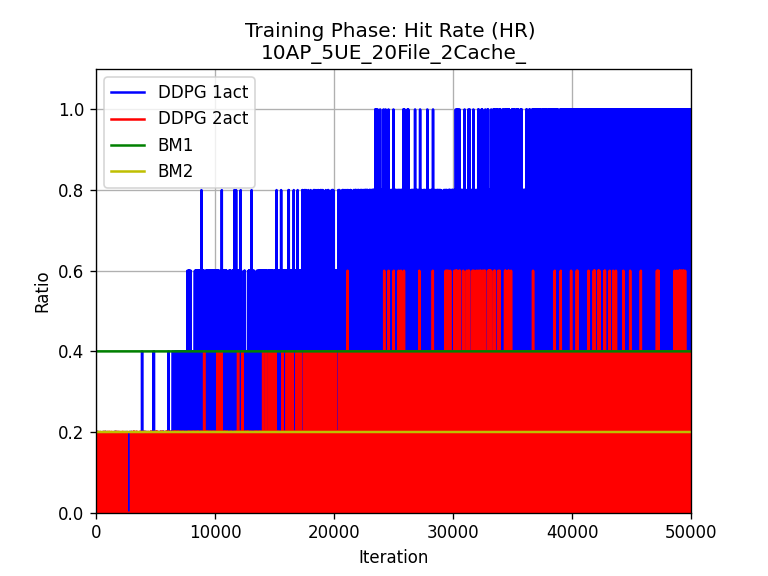 Training Phase: Hit Rate (HR)
10AP_5UE_20File_2Cache_
DDPG 1act
DDPG 2act
BM1
BM2
1.0
0.8
0.6
0.4
0.2
0.0
Ratio
0 10000 20000 30000 40000 50000
Iteration